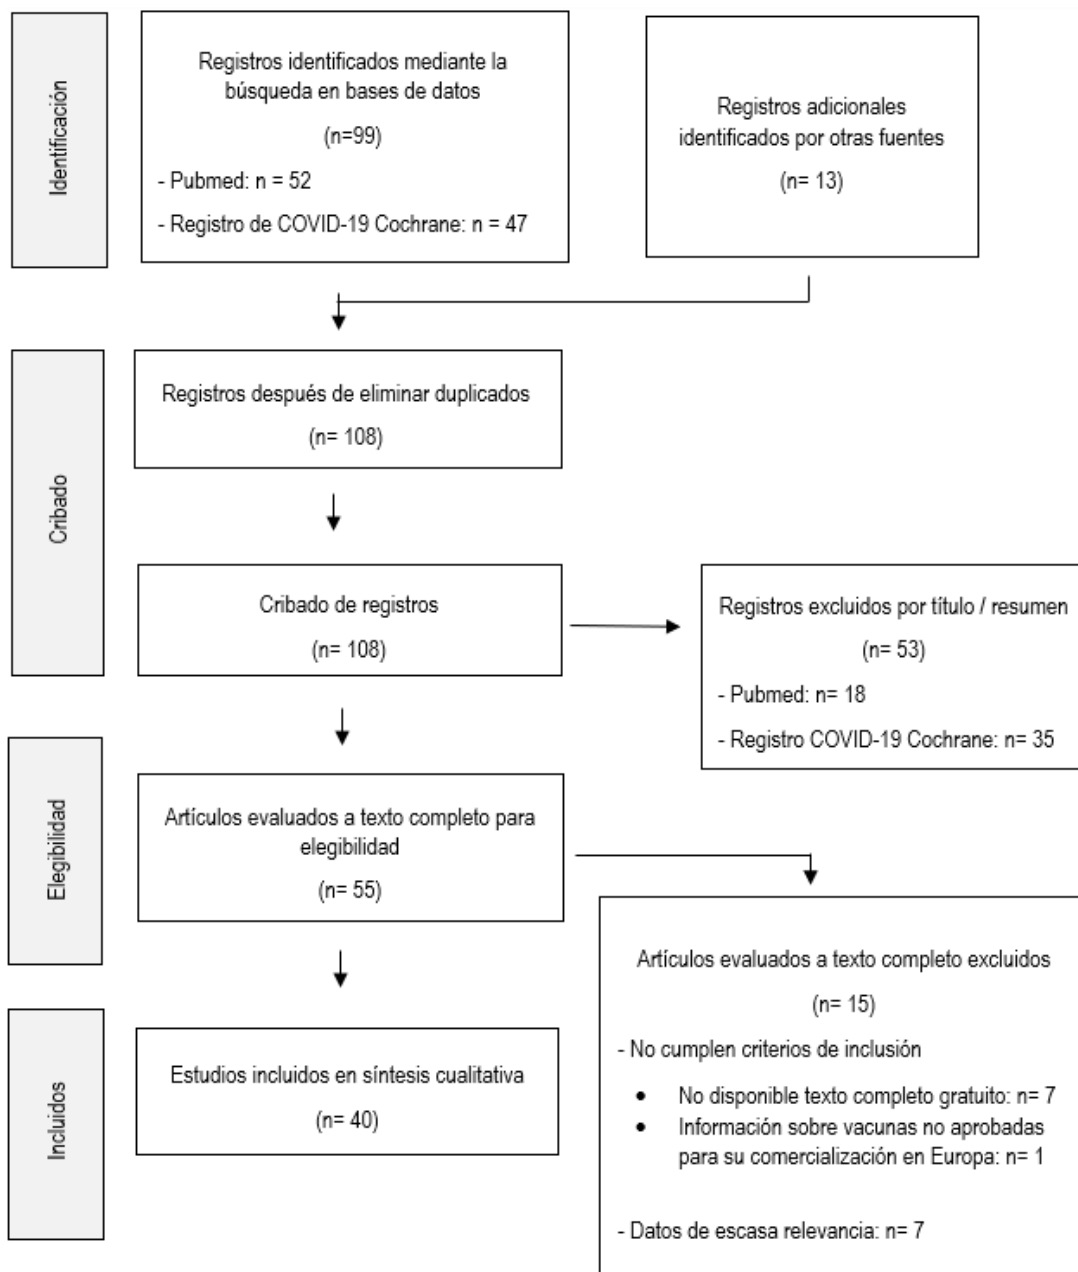 Identificación
Registros identificados mediante la
búsqueda en bases de datos
(n=99)
- Pubmed: n = 52
- Registro de COVID-19 Cochrane: n = 47
Registros adicionales
identificados por otras fuentes
(n= 13)
Cribado
Registros después de eliminar duplicados
(n= 108)
Cribado de registros
(n= 108)
Registros excluidos por título / resumen
(n= 53)
- Pubmed: n= 18
- Registro COVID-19 Cochrane: n= 35
Elegibilidad
Artículos evaluados a texto completo para
elegibilidad
(n= 55)
Artículos evaluados a texto completo excluidos
(n= 15)
- No cumplen criterios de inclusión
• No disponible texto completo gratuito: n= 7
• Información sobre vacunas no aprobadas
para su comercialización en Europa: n= 1
- Datos de escasa relevancia: n= 7
Incluidos
Estudios incluidos en síntesis cualitativa
(n= 40)